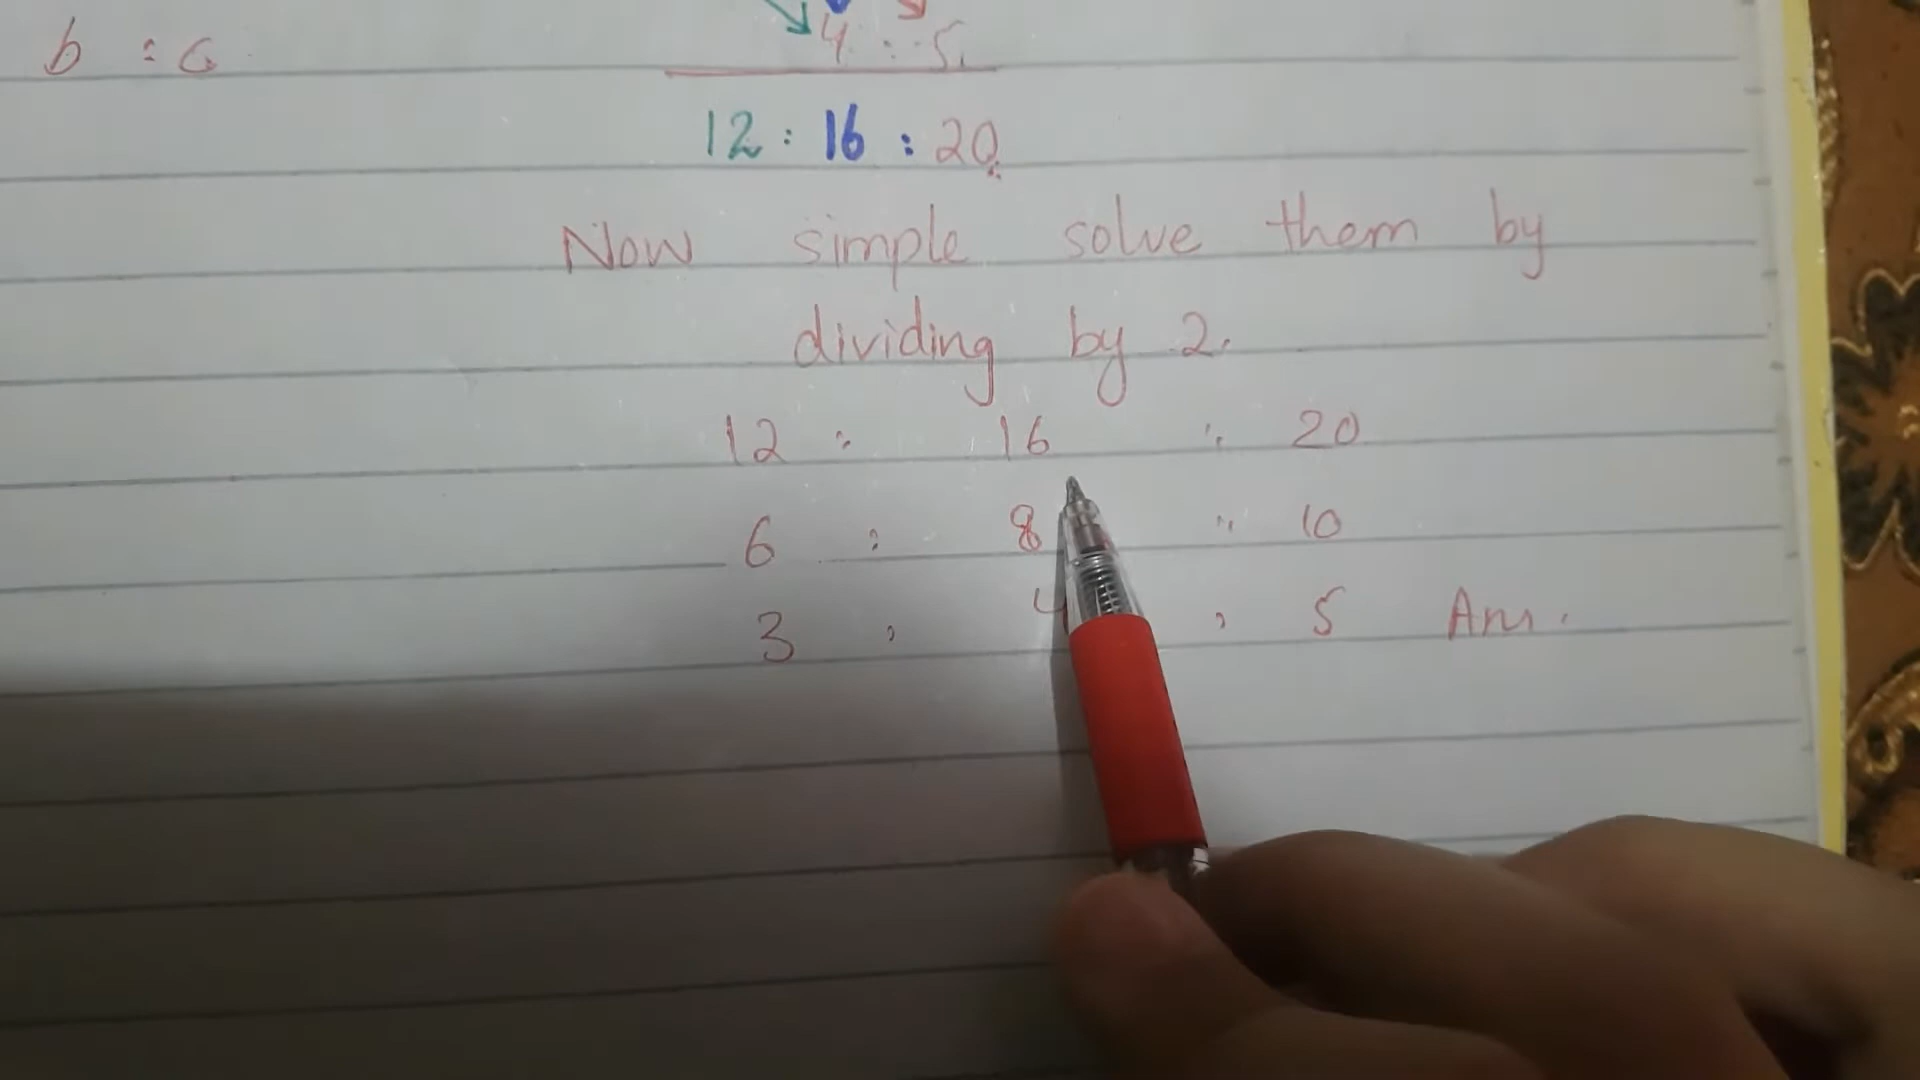 4 : 5
b : c
12 : 16 : 20
Now simple solve them by
dividing by 2.
12 : 16 : 20
6 : 8 : 10
3 : 4 : 5 Ans.